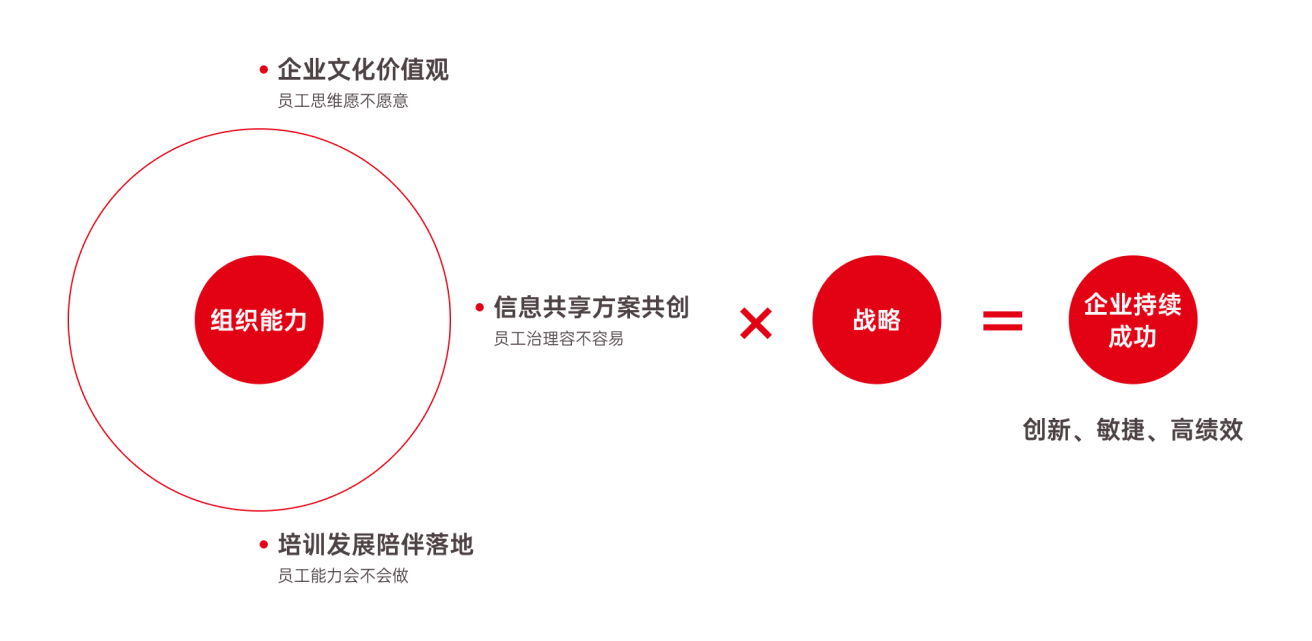 企业文化价值观
员工思维愿不愿意
组织能力
信息共享方案共创
员工治理容不容易
×
战略
=
企业持续
成功
创新、敏捷、高绩效
培训发展陪伴落地
员工能力会不会做